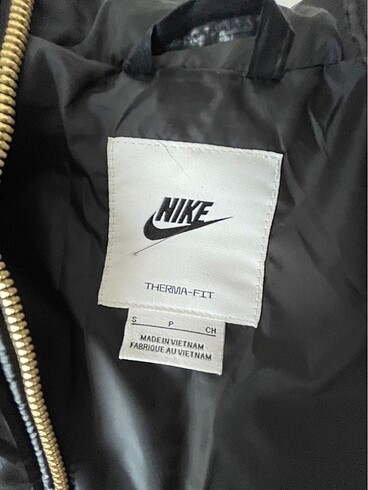 NIKE
THERMA-FIT
S P CH
MADE IN VIETNAM
FABRIQUE AU VIETNAM